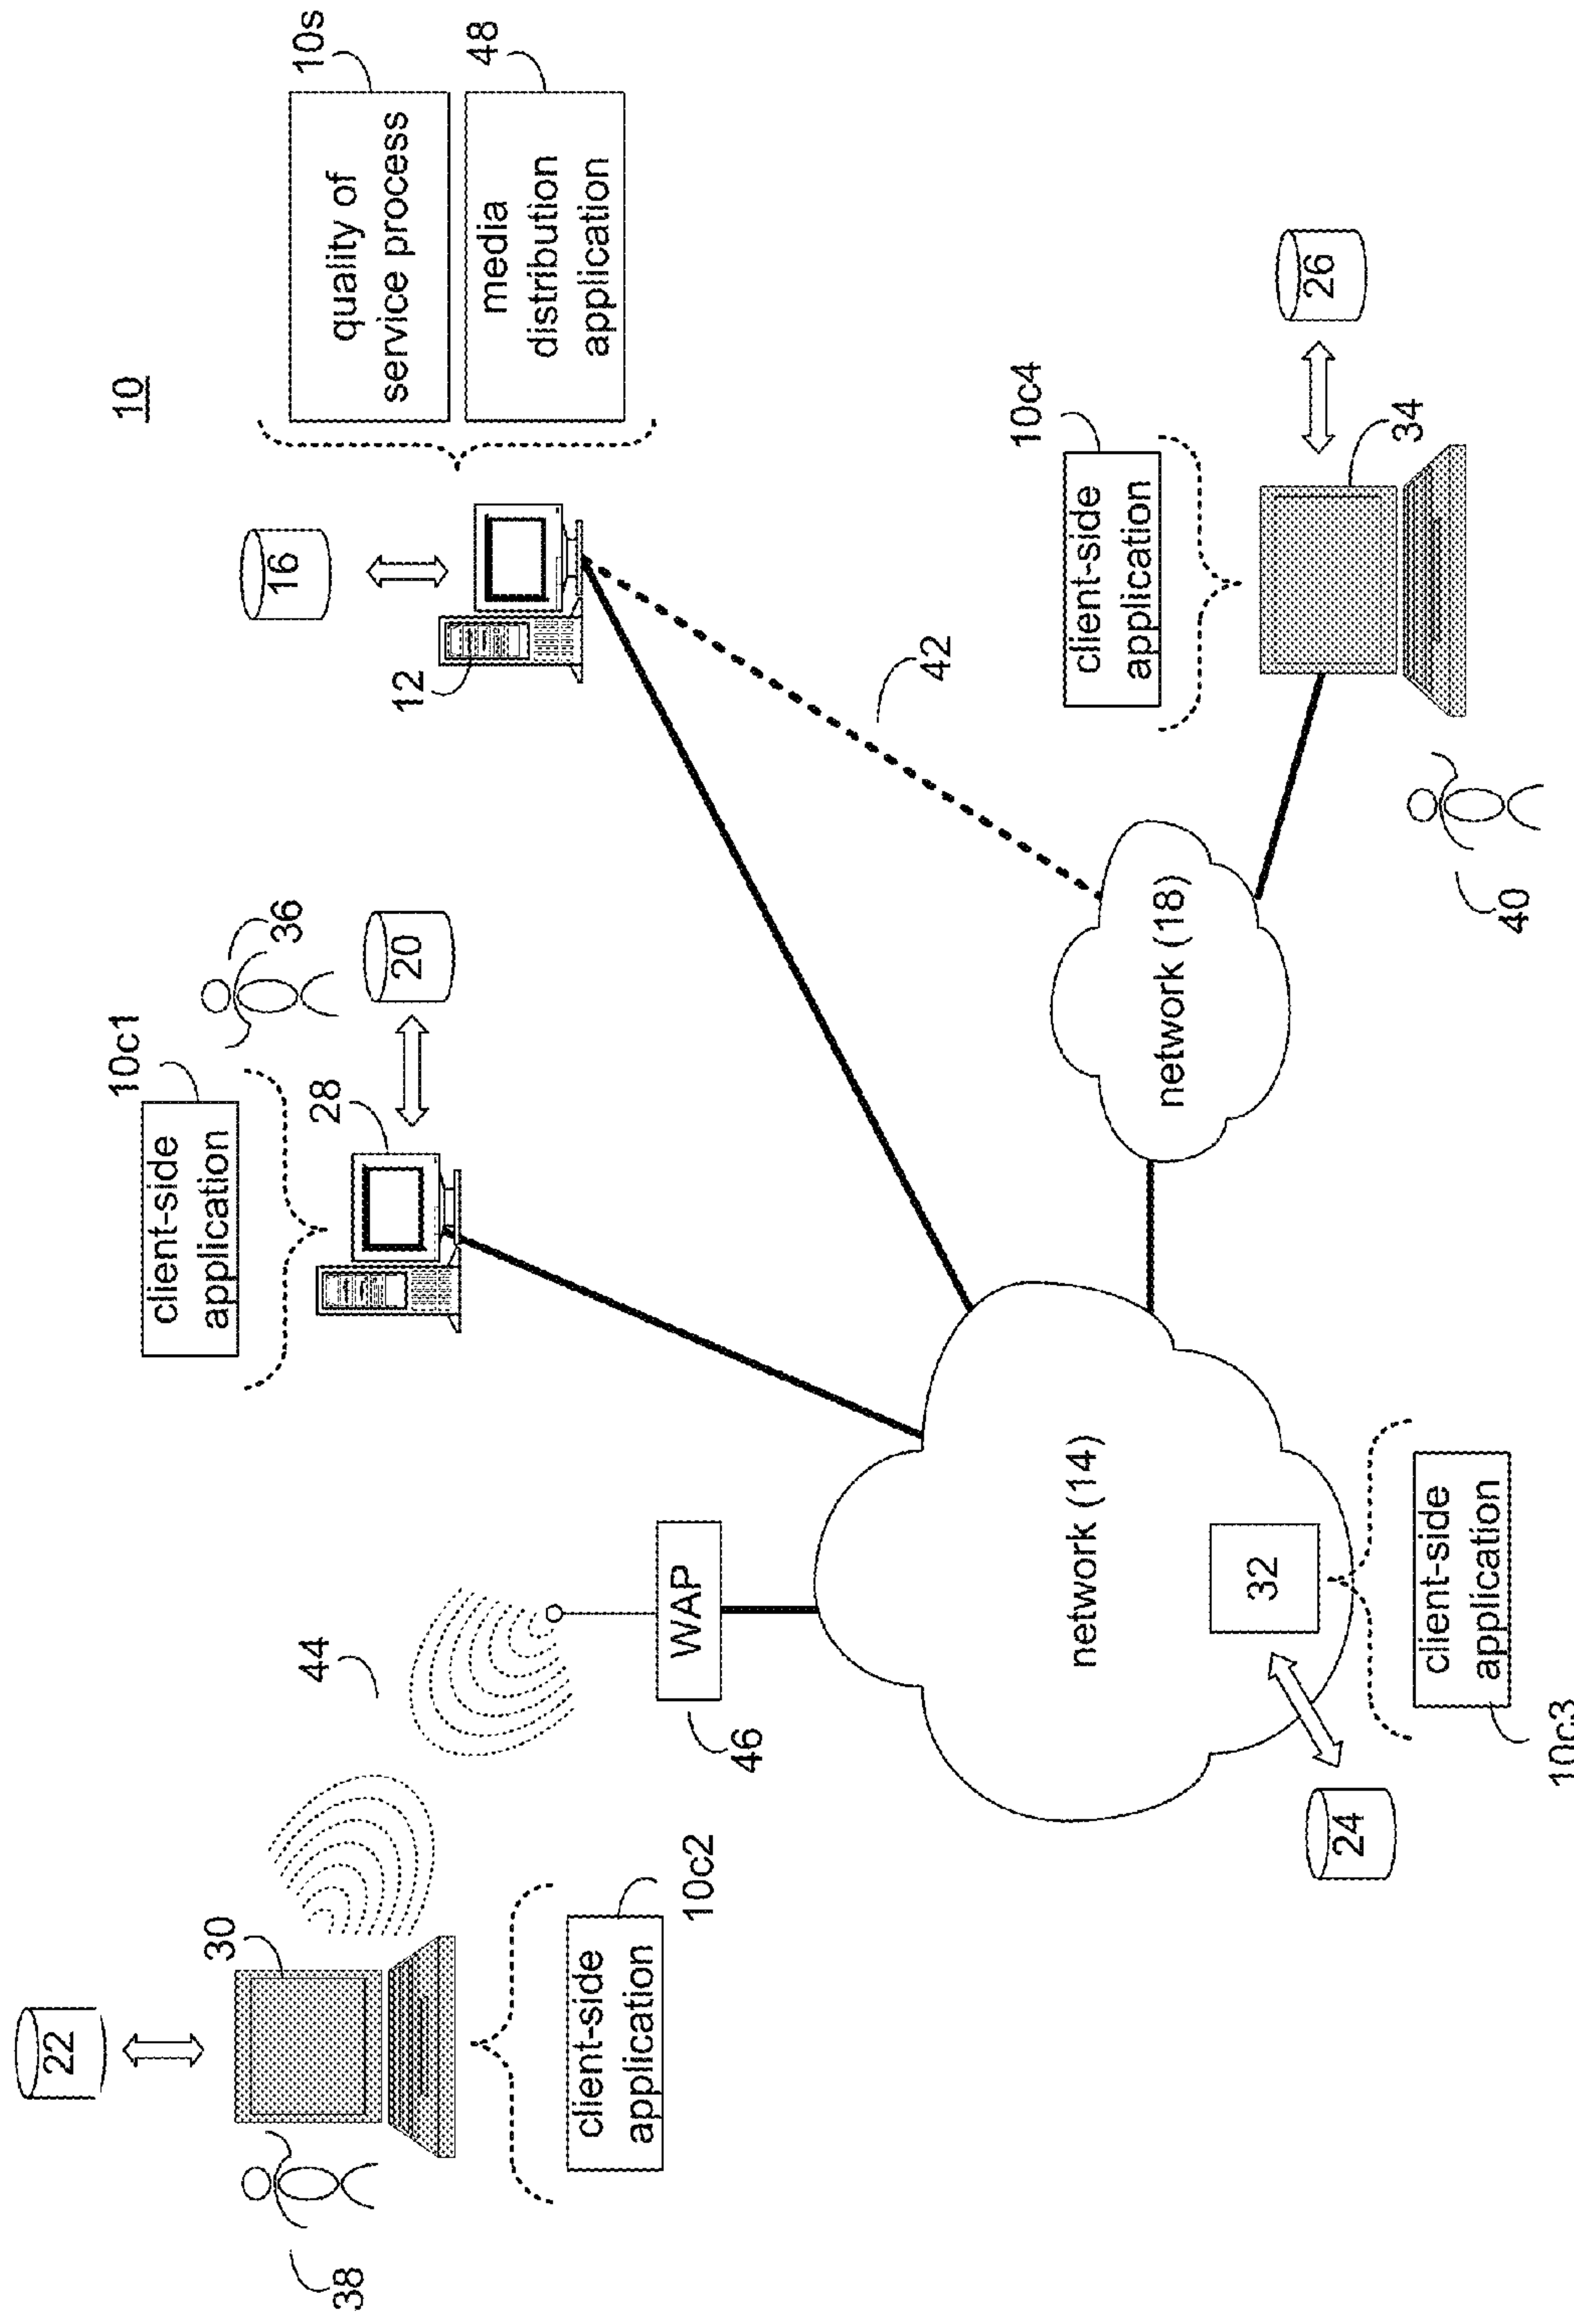 10
10s
quality of
service process
48
media
distribution
application
16
12
10c1
client-side
application
36
20
28
22
30
38
44
WAP
46
client-side
application
10c2
42
network (14)
32
24
client-side
application
10c3
network (18)
10c4
client-side
application
26
34
40